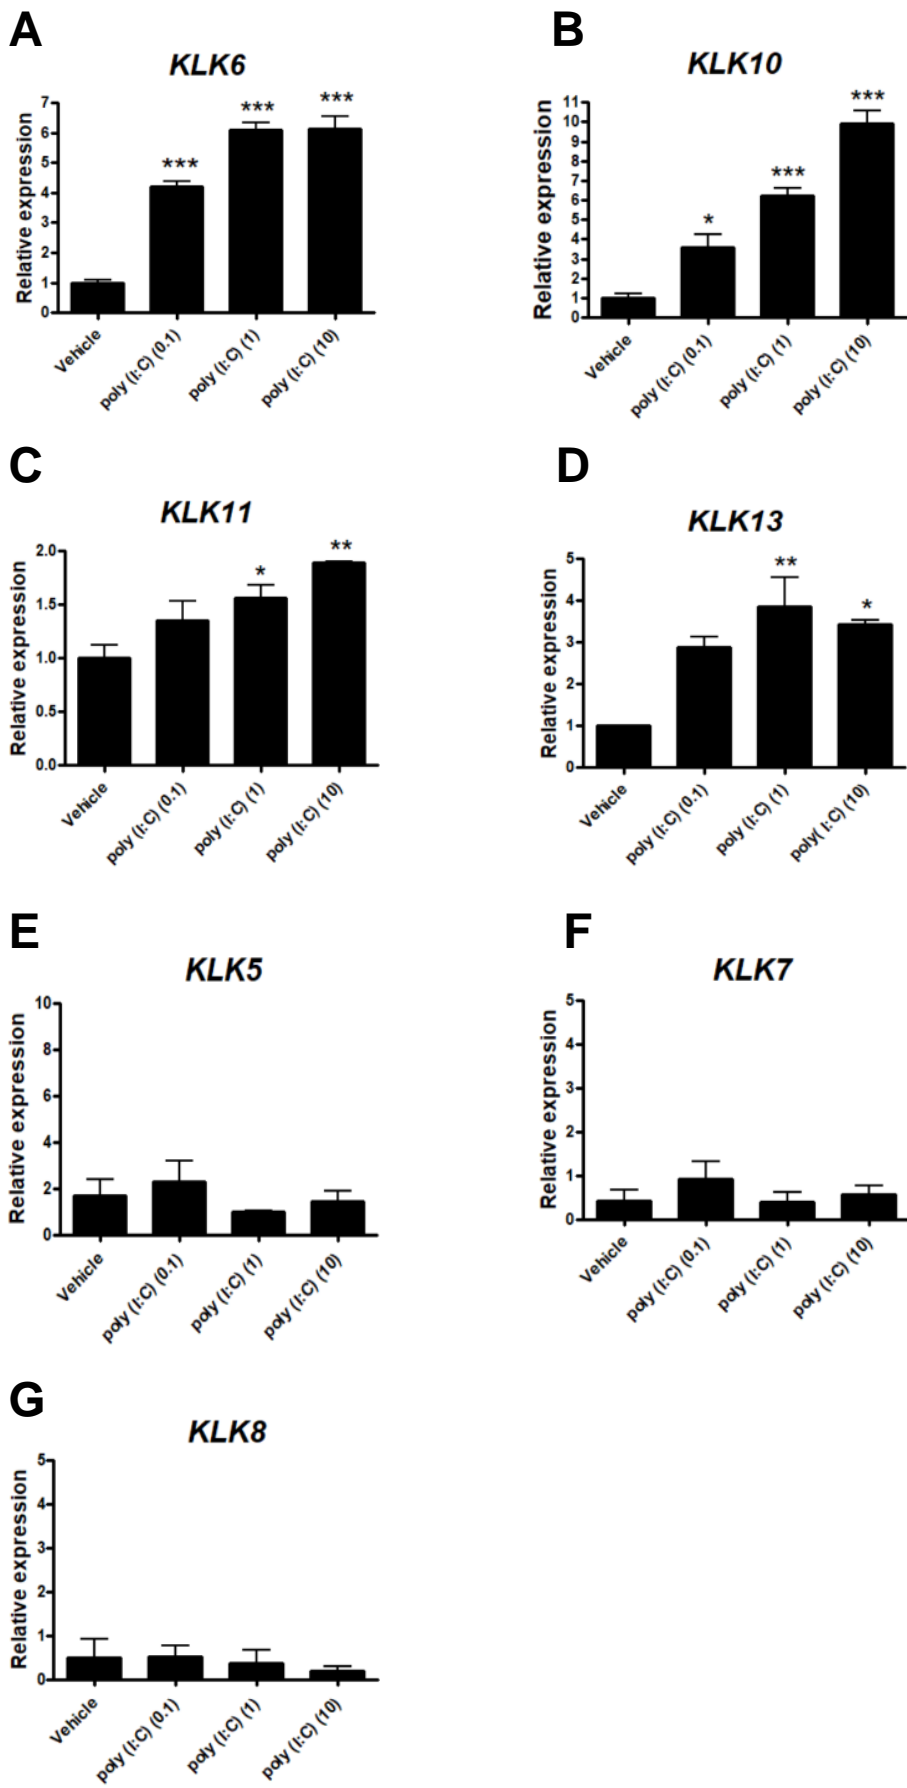 A
KLK6
Relative expression
7
6
5
4
3
2
1
0
***
***
***
Vehicle
poly (I:C) (0.1)
poly (I:C) (1)
poly (I:C) (10)
B
KLK10
Relative expression
11
10
9
8
7
6
5
4
3
2
1
0
*
***
***
Vehicle
poly (I:C) (0.1)
poly (I:C) (1)
poly (I:C) (10)
C
KLK11
Relative expression
2.0
1.5
1.0
0.5
0.0
*
**
Vehicle
poly (I:C) (0.1)
poly (I:C) (1)
poly (I:C) (10)
D
KLK13
Relative expression
5
4
3
2
1
0
**
*
Vehicle
poly (I:C) (0.1)
poly (I:C) (1)
poly( I:C) (10)
E
KLK5
Relative expression
10
8
6
4
2
0
Vehicle
poly (I:C) (0.1)
poly (I:C) (1)
poly (I:C) (10)
F
KLK7
Relative expression
5
4
3
2
1
0
Vehicle
poly (I:C) (0.1)
poly (I:C) (1)
poly (I:C) (10)
G
KLK8
Relative expression
5
4
3
2
1
0
Vehicle
poly (I:C) (0.1)
poly (I:C) (1)
poly (I:C) (10)